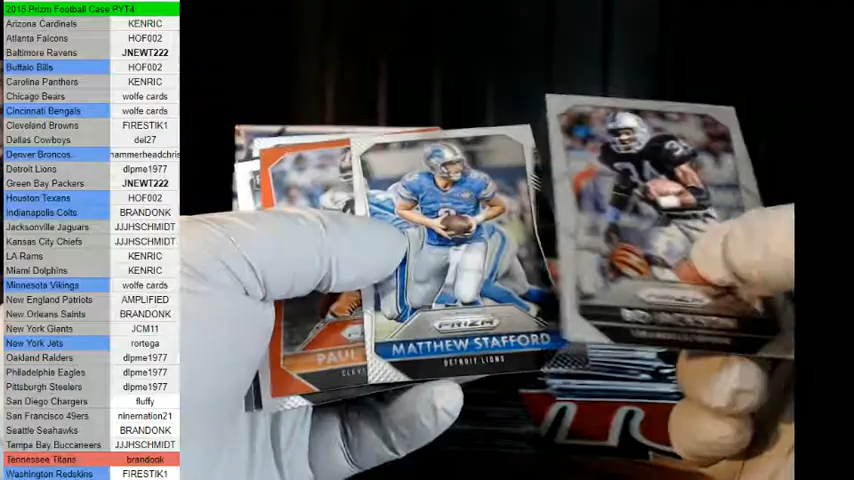 2015 Prizm Football Case PYT4
Arizona Cardinals KENRIC
Atlanta Falcons HOF002
Baltimore Ravens JNEWT222
Buffalo Bills HOF002
Carolina Panthers KENRIC
Chicago Bears wolfe cards
Cincinnati Bengals wolfe cards
Cleveland Browns FIRESTIK1
Dallas Cowboys del27
Denver Broncos hammerheadchris
Detroit Lions dlpme1977
Green Bay Packers JNEWT222
Houston Texans HOF002
Indianapolis Colts BRANDONK
Jacksonville Jaguars JJJHSCHMIDT
Kansas City Chiefs JJJHSCHMIDT
LA Rams KENRIC
Miami Dolphins KENRIC
Minnesota Vikings wolfe cards
New England Patriots AMPLIFIED
New Orleans Saints BRANDONK
New York Giants JCM11
New York Jets rortega
Oakland Raiders dlpme1977
Philadelphia Eagles dlpme1977
Pittsburgh Steelers dlpme1977
San Diego Chargers fluffy
San Francisco 49ers ninernation21
Seattle Seahawks BRANDONK
Tampa Bay Buccaneers JJJHSCHMIDT
Tennessee Titans brandonk
Washington Redskins FIRESTIK1
PRIZM
MATTHEW STAFFORD
DETROIT LIONS
PAUL
34